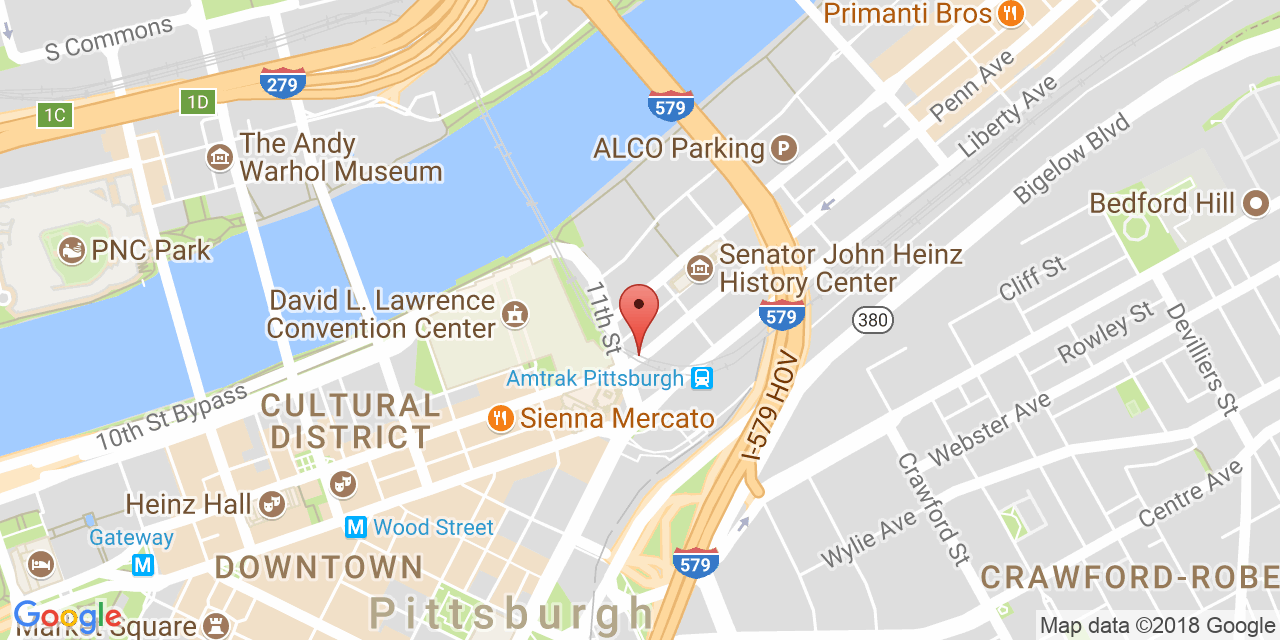 Primanti Bros
S Commons
279
1D
1C
579
Penn Ave
Liberty Ave
Bigelow Blvd
The Andy
Warhol Museum
ALCO Parking
P
Bedford Hill
PNC Park
Senator John Heinz
History Center
Cliff St
David L. Lawrence
Convention Center
11th St
579
380
Rowley St
Devilliers St
Amtrak Pittsburgh
I-579 HOV
10th St Bypass
CULTURAL
DISTRICT
Sienna Mercato
Webster Ave
Heinz Hall
Crawford St
Centre Ave
Gateway
M
M Wood Street
Wylie Ave
DOWNTOWN
579
CRAWFORD-ROBE
Pittsburgh
Google
Market Square
Map data ©2018 Google